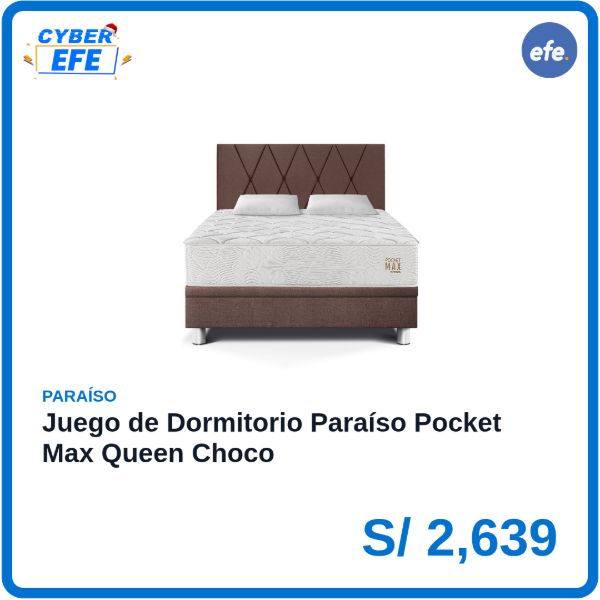 CYBER
EFE
efe.
POCKET
MAX
PARAÍSO
Juego de Dormitorio Paraíso Pocket
Max Queen Choco
S/ 2,639